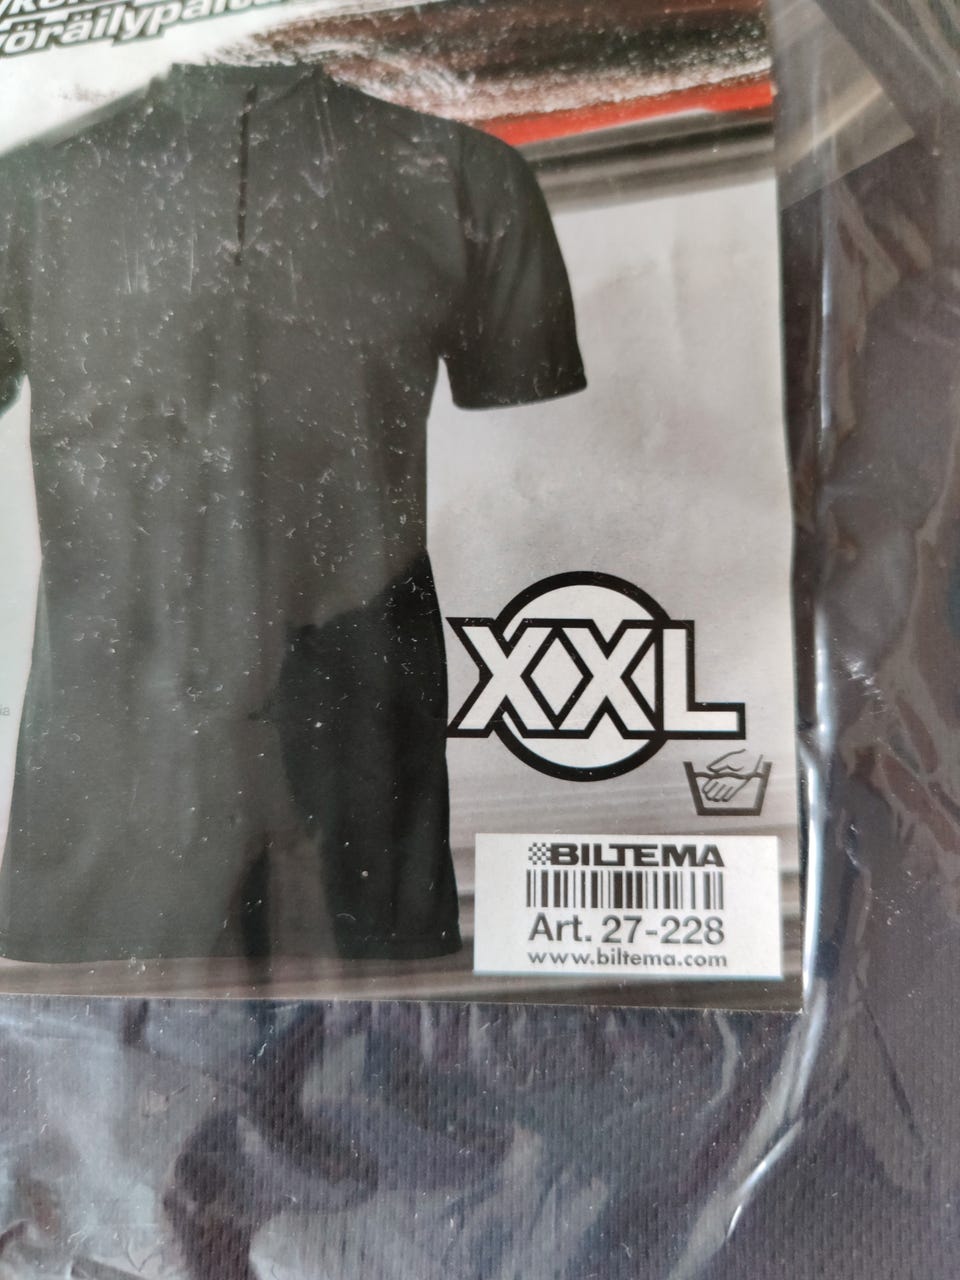 XXL
BILTEMA
Art. 27-228
www.biltema.com